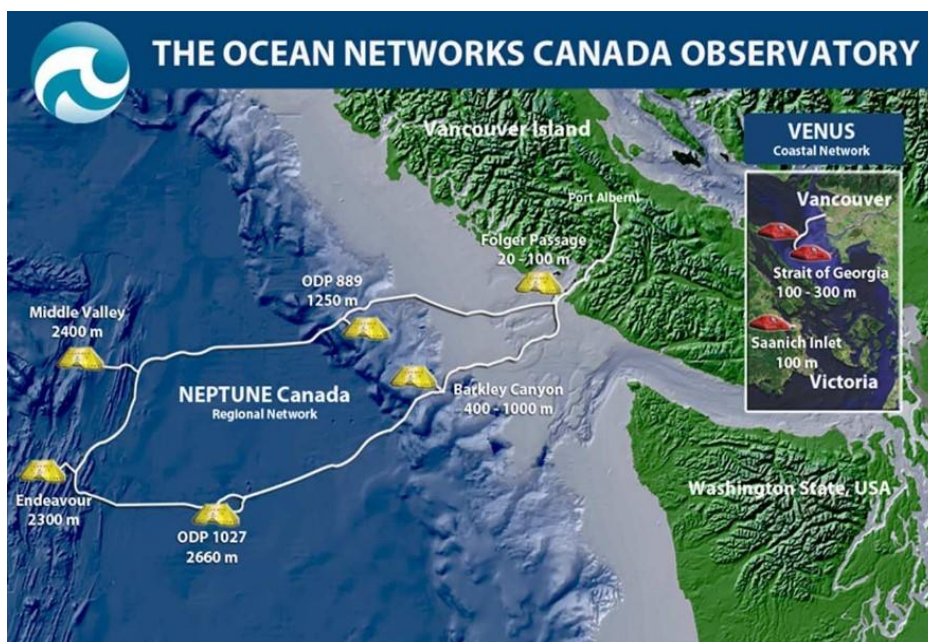 THE OCEAN NETWORKS CANADA OBSERVATORY
Vancouver Island
VENUS
Coastal Network
Port Alberni
Vancouver
Folger Passage
20 - 100 m
Strait of Georgia
100 - 300 m
ODP 889
1250 m
Middle Valley
2400 m
Saanich Inlet
100 m
Victoria
NEPTUNE Canada
Regional Network
Barkley Canyon
400 - 1000 m
Endeavour
2300 m
Washington State, USA
ODP 1027
2660 m